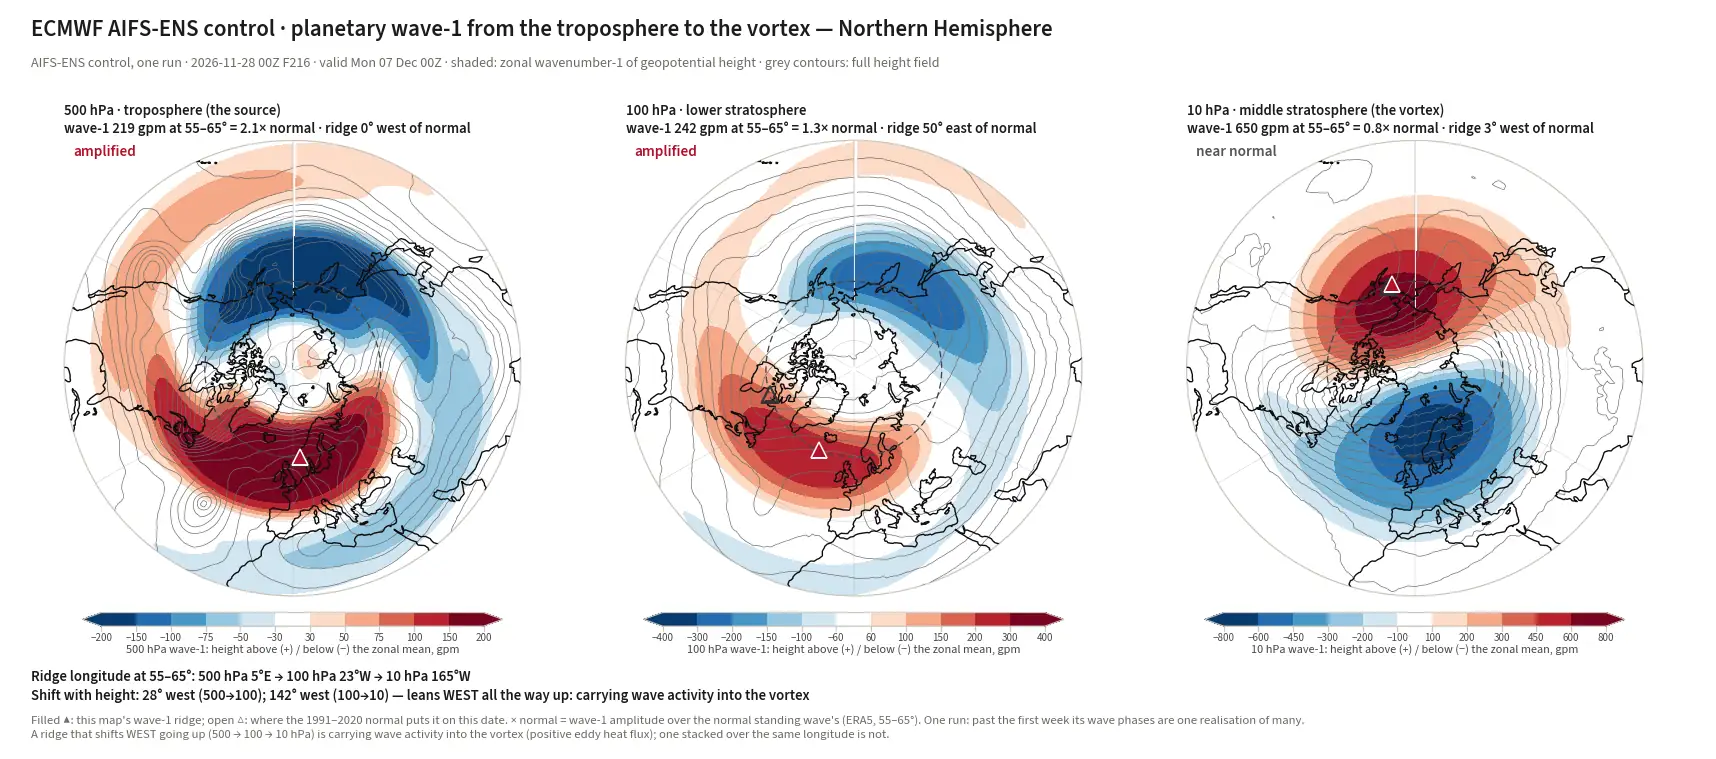 ECMWF AIFS-ENS control · planetary wave-1 from the troposphere to the vortex — Northern Hemisphere
AIFS-ENS control, one run · 2026-11-28 00Z F216 · valid Mon 07 Dec 00Z · shaded: zonal wavenumber-1 of geopotential height · grey contours: full height field
500 hPa · troposphere (the source)
wave-1 219 gpm at 55–65° = 2.1× normal · ridge 0° west of normal
amplified
100 hPa · lower stratosphere
wave-1 242 gpm at 55–65° = 1.3× normal · ridge 50° east of normal
amplified
10 hPa · middle stratosphere (the vortex)
wave-1 650 gpm at 55–65° = 0.8× normal · ridge 3° west of normal
near normal
−200 −150 −100 −75 −50 −30 30 50 75 100 150 200
500 hPa wave-1: height above (+) / below (−) the zonal mean, gpm
−400 −300 −200 −150 −100 −60 60 100 150 200 300 400
100 hPa wave-1: height above (+) / below (−) the zonal mean, gpm
−800 −600 −450 −300 −200 −100 100 200 300 450 600 800
10 hPa wave-1: height above (+) / below (−) the zonal mean, gpm
Ridge longitude at 55–65°: 500 hPa 5°E → 100 hPa 23°W → 10 hPa 165°W
Shift with height: 28° west (500→100); 142° west (100→10) — leans WEST all the way up: carrying wave activity into the vortex
Filled ▲: this map's wave-1 ridge; open △: where the 1991–2020 normal puts it on this date. × normal = wave-1 amplitude over the normal standing wave's (ERA5, 55–65°). One run: past the first week its wave phases are one realisation of many.
A ridge that shifts WEST going up (500 → 100 → 10 hPa) is carrying wave activity into the vortex (positive eddy heat flux); one stacked over the same longitude is not.